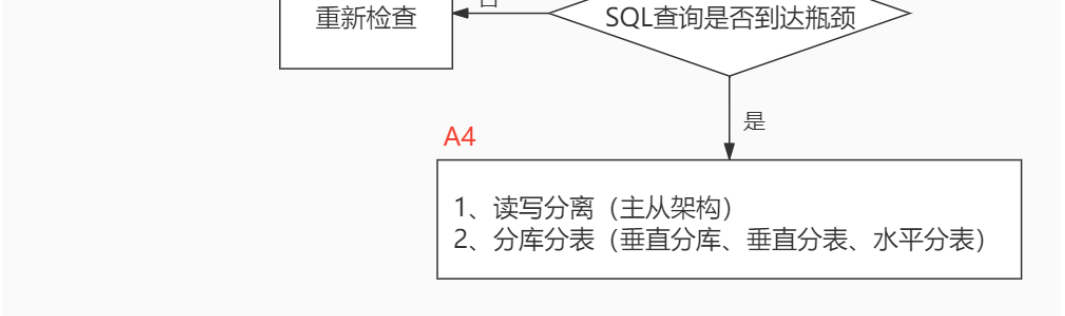 重新检查
SQL查询是否到达瓶颈
是
A4
1、读写分离（主从架构）
2、分库分表（垂直分库、垂直分表、水平分表）